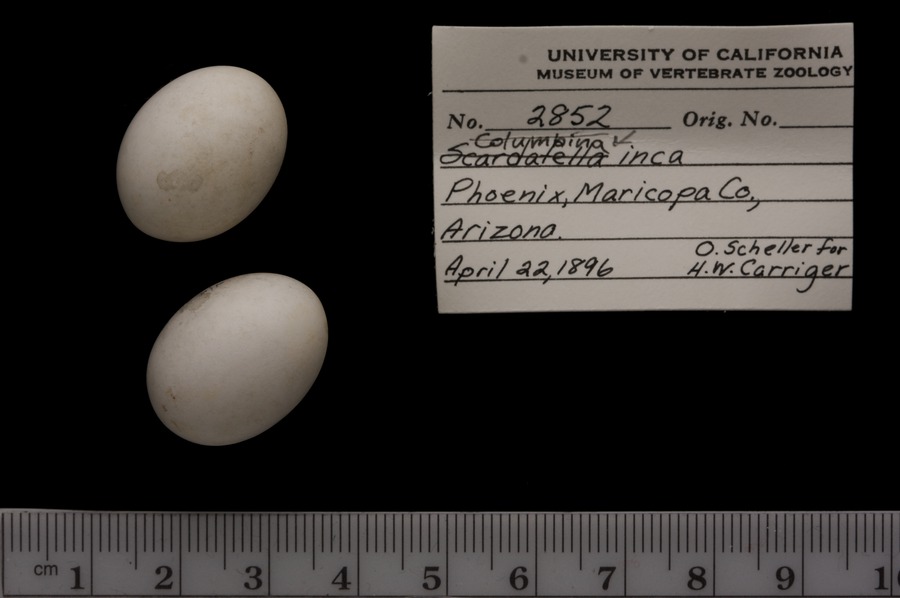 UNIVERSITY OF CALIFORNIA
MUSEUM OF VERTEBRATE ZOOLOGY
No. 2852 Orig. No.
Columbina
Scardafella inca
Phoenix, Maricopa Co.,
Arizona.
O. Scheller for
April 22, 1896 H.W. Carriger
cm 1 2 3 4 5 6 7 8 9 1